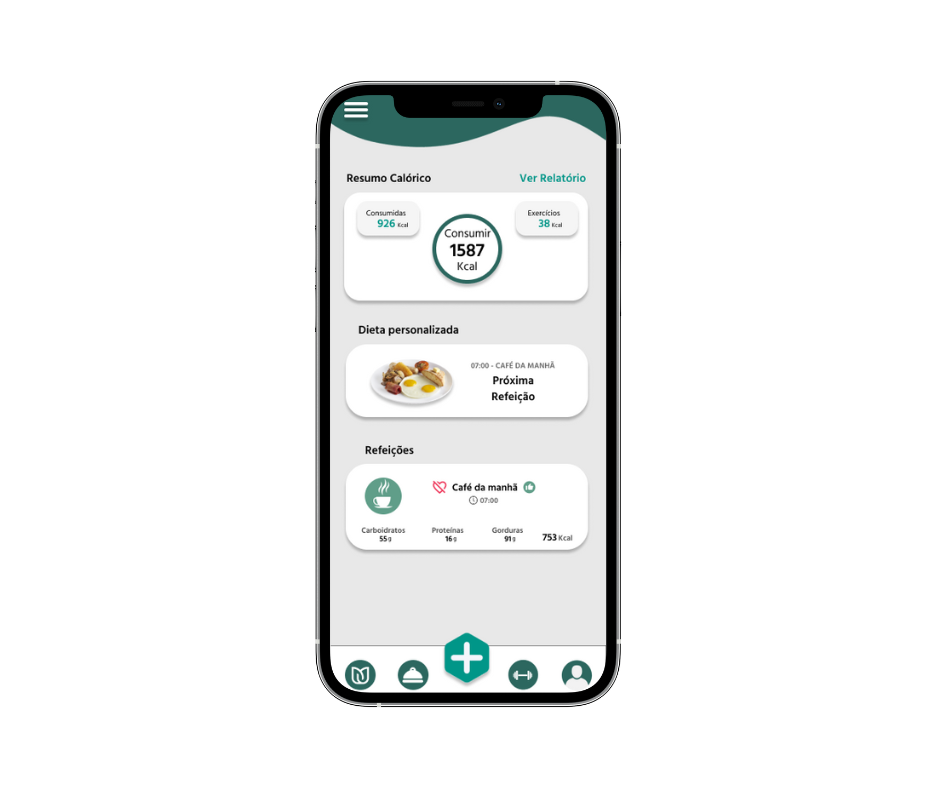 Resumo Calórico
Ver Relatório
Consumidas
926 Kcal
Consumir
1587
Kcal
Exercícios
38 Kcal
Dieta personalizada
07:00 - CAFÉ DA MANHÃ
Próxima
Refeição
Refeições
Café da manhã
07:00
Carboidratos
55 g
Proteínas
16 g
Gorduras
91 g
753 Kcal